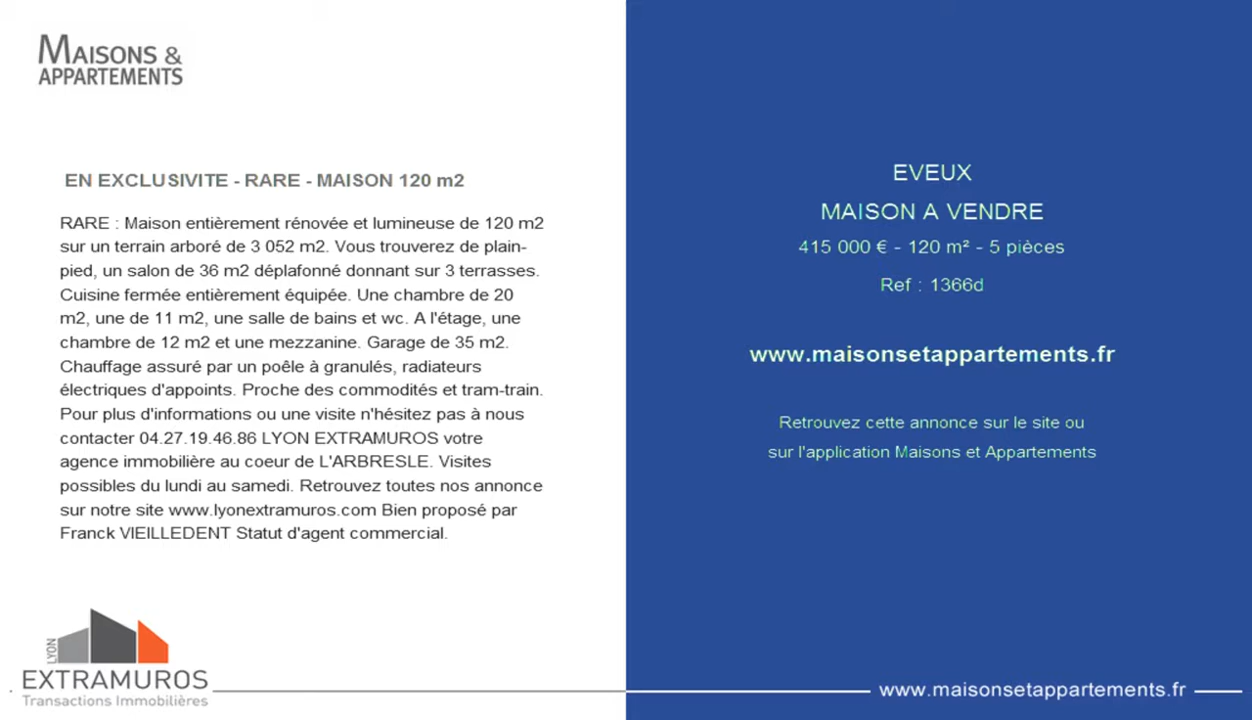 MAISONS &
APPARTEMENTS
EN EXCLUSIVITE - RARE - MAISON 120 m2
RARE : Maison entièrement rénovée et lumineuse de 120 m2
sur un terrain arboré de 3 052 m2. Vous trouverez de plain-
pied, un salon de 36 m2 déplafonné donnant sur 3 terrasses.
Cuisine fermée entièrement équipée. Une chambre de 20
m2, une de 11 m2, une salle de bains et wc. A l'étage, une
chambre de 12 m2 et une mezzanine. Garage de 35 m2.
Chauffage assuré par un poêle à granulés, radiateurs
électriques d'appoints. Proche des commodités et tram-train.
Pour plus d'informations ou une visite n'hésitez pas à nous
contacter 04.27.19.46.86 LYON EXTRAMUROS votre
agence immobilière au coeur de L'ARBRESLE. Visites
possibles du lundi au samedi. Retrouvez toutes nos annonce
sur notre site www.lyonextramuros.com Bien proposé par
Franck VIEILLEDENT Statut d'agent commercial.
LYON
EXTRAMUROS
Transactions Immobilières
EVEUX
MAISON A VENDRE
415 000 € - 120 m² - 5 pièces
Ref : 1366d
www.maisonsetappartements.fr
Retrouvez cette annonce sur le site ou
sur l'application Maisons et Appartements
www.maisonsetappartements.fr